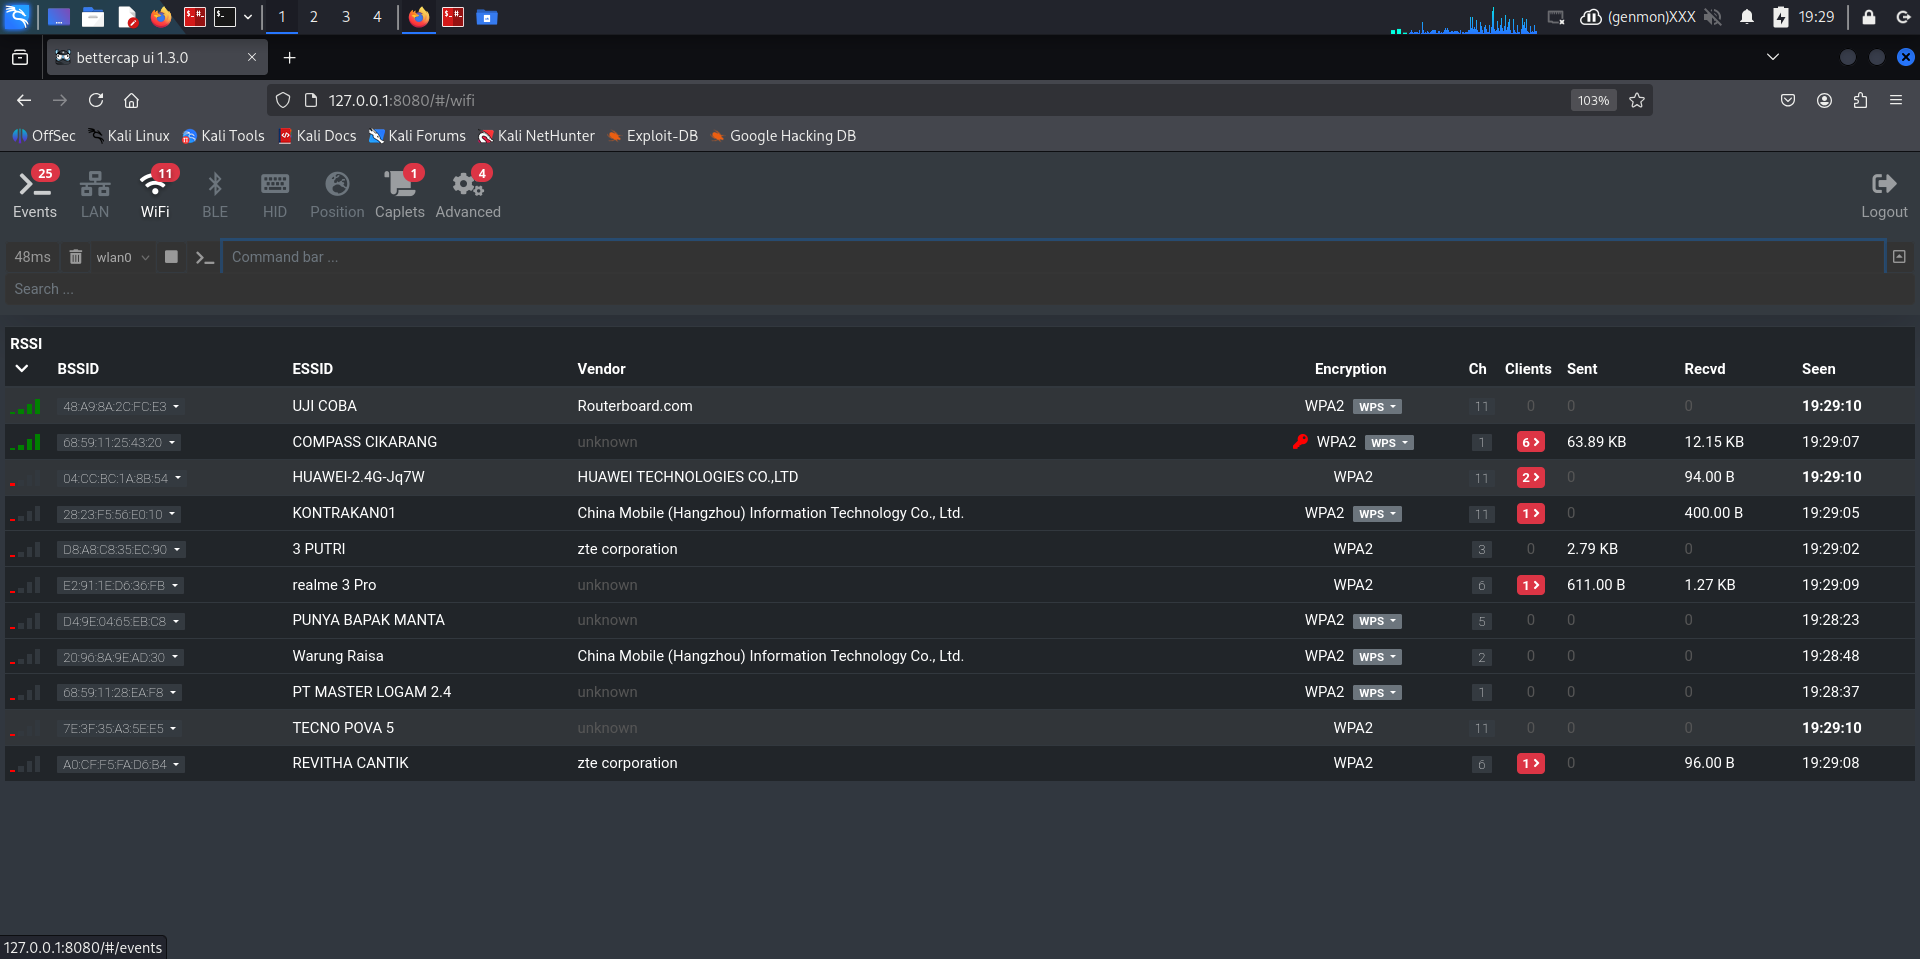 1 2 3 4 (genmon)XXX 19:29
bettercap ui 1.3.0
127.0.0.1:8080/#/wifi 103%
OffSec Kali Linux Kali Tools Kali Docs Kali Forums Kali NetHunter Exploit-DB Google Hacking DB
25 11 1 4
Events LAN WiFi BLE HID Position Caplets Advanced Logout
48ms wlan0 Command bar ...
Search ...
RSSI
BSSID ESSID Vendor Encryption Ch Clients Sent Recvd Seen
48:A9:8A:2C:FC:E3 UJI COBA Routerboard.com WPA2 WPS 11 0 0 0 19:29:10
68:59:11:25:43:20 COMPASS CIKARANG unknown WPA2 WPS 1 6 63.89 KB 12.15 KB 19:29:07
04:CC:BC:1A:8B:54 HUAWEI-2.4G-Jq7W HUAWEI TECHNOLOGIES CO.,LTD WPA2 11 2 0 94.00 B 19:29:10
28:23:F5:56:E0:10 KONTRAKAN01 China Mobile (Hangzhou) Information Technology Co., Ltd. WPA2 WPS 11 1 0 400.00 B 19:29:05
D8:A8:C8:35:EC:90 3 PUTRI zte corporation WPA2 3 0 2.79 KB 0 19:29:02
E2:91:1E:D6:36:FB realme 3 Pro unknown WPA2 6 1 611.00 B 1.27 KB 19:29:09
D4:9E:04:65:EB:C8 PUNYA BAPAK MANTA unknown WPA2 WPS 5 0 0 0 19:28:23
20:96:8A:9E:AD:30 Warung Raisa China Mobile (Hangzhou) Information Technology Co., Ltd. WPA2 WPS 2 0 0 0 19:28:48
68:59:11:28:EA:F8 PT MASTER LOGAM 2.4 unknown WPA2 WPS 1 0 0 0 19:28:37
7E:3F:35:A3:5E:E5 TECNO POVA 5 unknown WPA2 11 0 0 0 19:29:10
A0:CF:F5:FA:D6:B4 REVITHA CANTIK zte corporation WPA2 6 1 0 96.00 B 19:29:08
127.0.0.1:8080/#/events